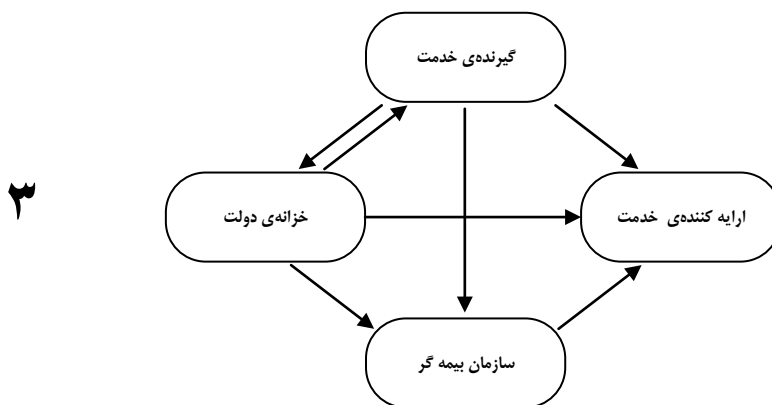 گیرنده‌ی خدمت
۳
خزانه‌ی دولت
ارایه کننده‌ی خدمت
سازمان بیمه گر